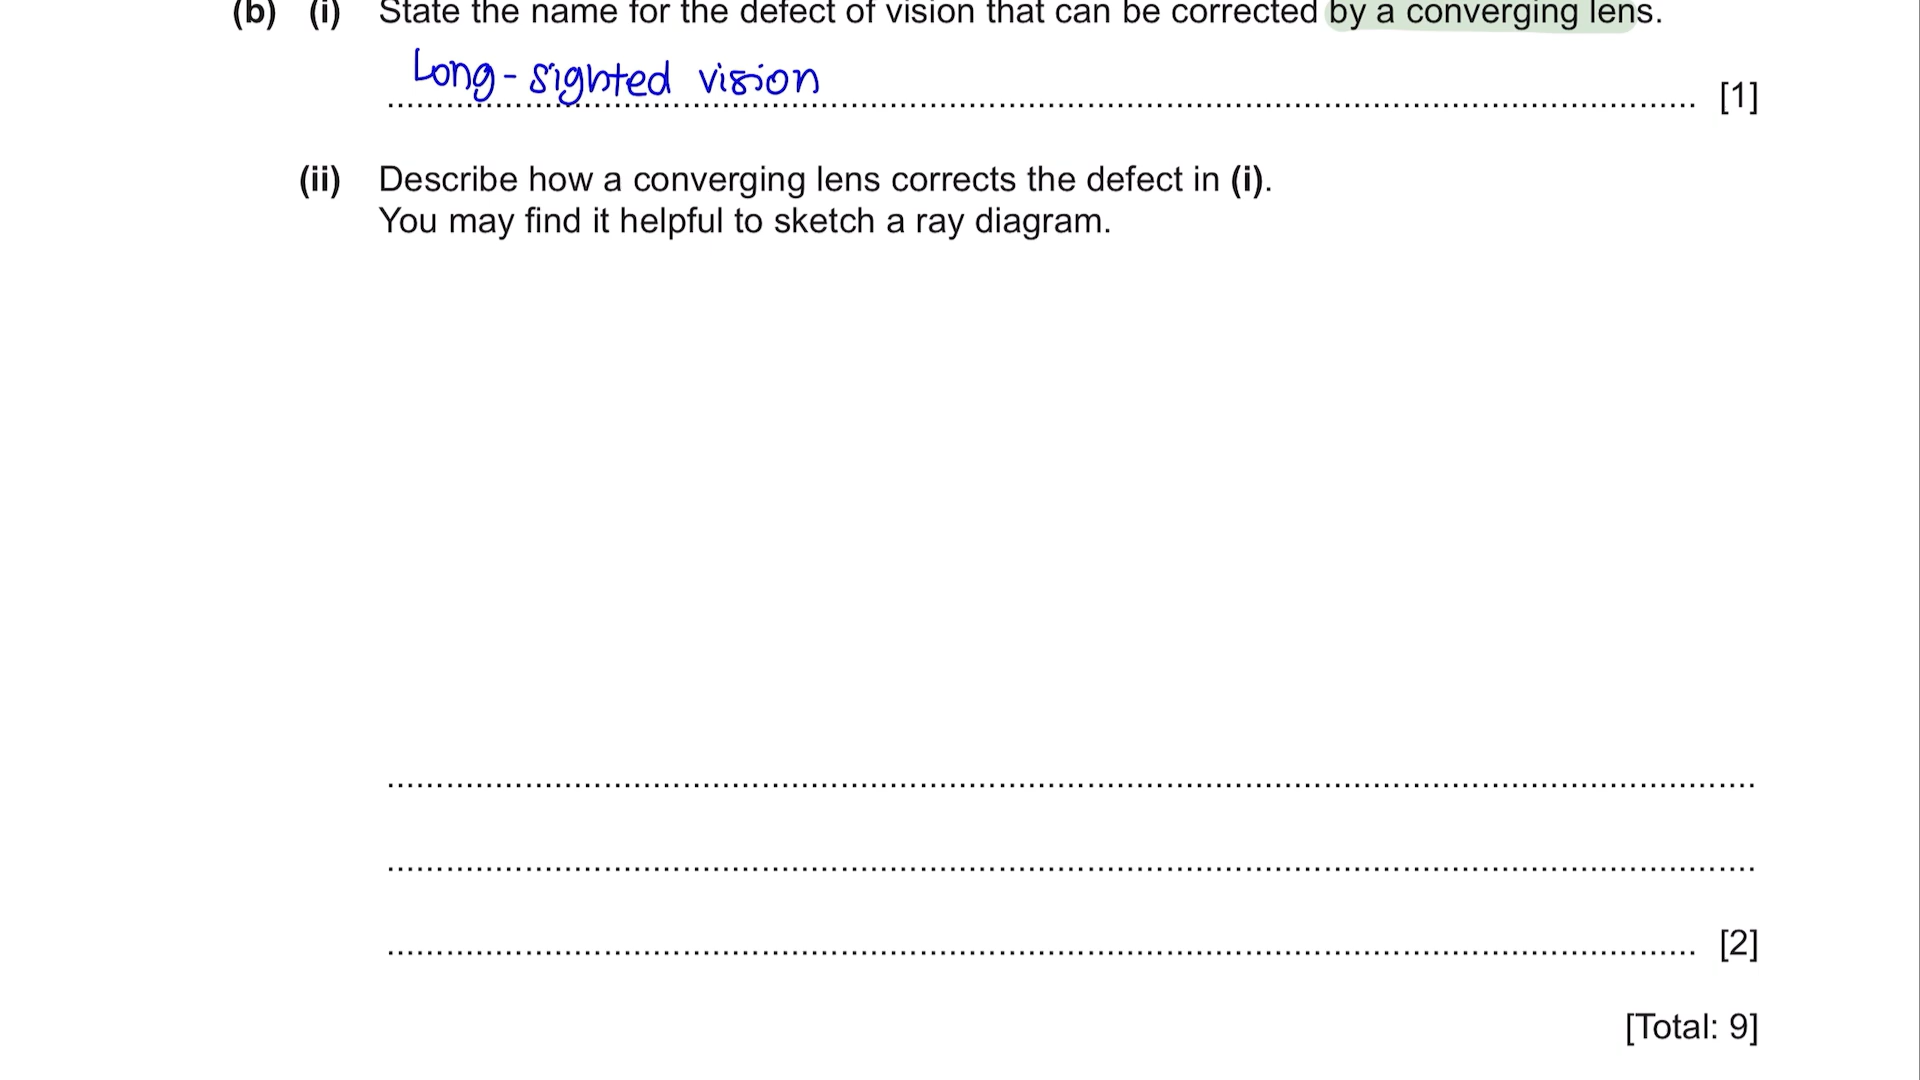 (b) (i) State the name for the defect of vision that can be corrected by a converging lens.
Long-sighted vision
[1]
(ii) Describe how a converging lens corrects the defect in (i).
You may find it helpful to sketch a ray diagram.
[2]
[Total: 9]